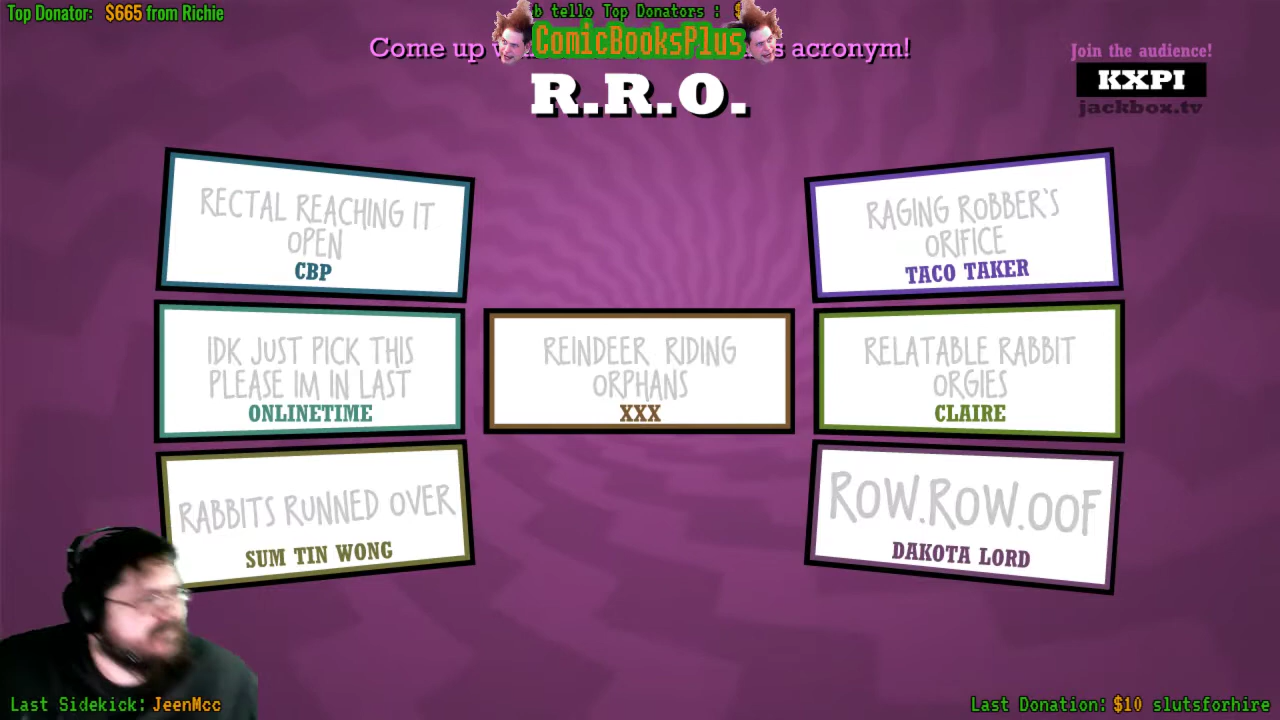 Top Donator: $665 from Richie
b tello Top Donators : $
ComicBooksPlus
Come up w s acronym!
R.R.O.
Join the audience!
KXPI
jackbox.tv
RECTAL REACHING IT
OPEN
CBP
RAGING ROBBER'S
ORIFICE
TACO TAKER
IDK JUST PICK THIS
PLEASE IM IN LAST
ONLINETIME
REINDEER RIDING
ORPHANS
XXX
RELATABLE RABBIT
ORGIES
CLAIRE
RABBITS RUNNED OVER
SUM TIN WONG
ROW.ROW.OOF
DAKOTA LORD
Last Sidekick: JeenMcc
Last Donation: $10 slutsforhire